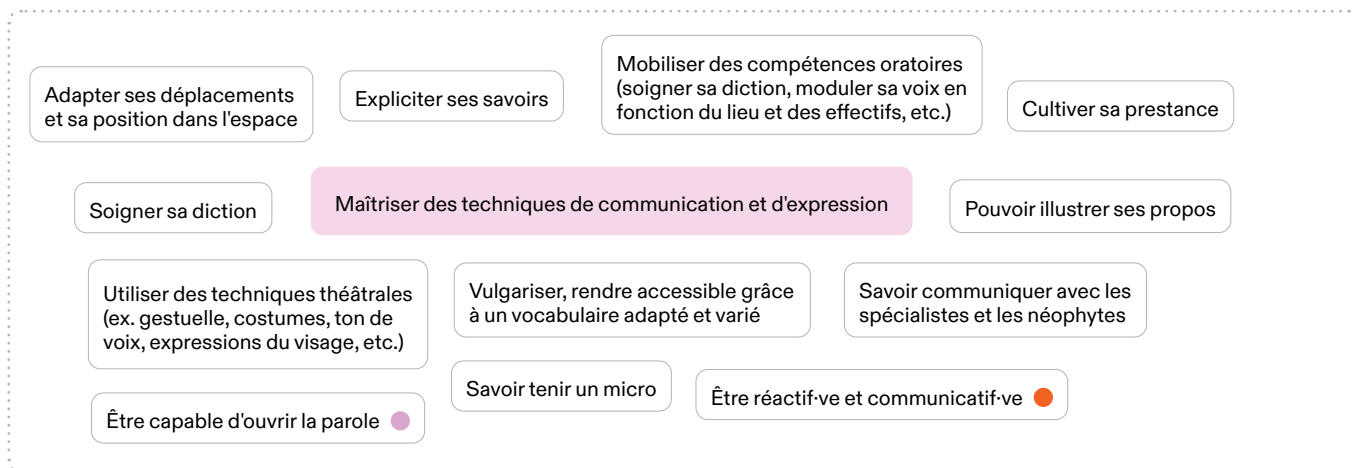 Adapter ses déplacements
et sa position dans l'espace
Expliciter ses savoirs
Mobiliser des compétences oratoires
(soigner sa diction, moduler sa voix en
fonction du lieu et des effectifs, etc.)
Cultiver sa prestance
Soigner sa diction
Maîtriser des techniques de communication et d'expression
Pouvoir illustrer ses propos
Utiliser des techniques théâtrales
(ex. gestuelle, costumes, ton de
voix, expressions du visage, etc.)
Vulgariser, rendre accessible grâce
à un vocabulaire adapté et varié
Savoir communiquer avec les
spécialistes et les néophytes
Savoir tenir un micro
Être réactif·ve et communicatif·ve
Être capable d'ouvrir la parole